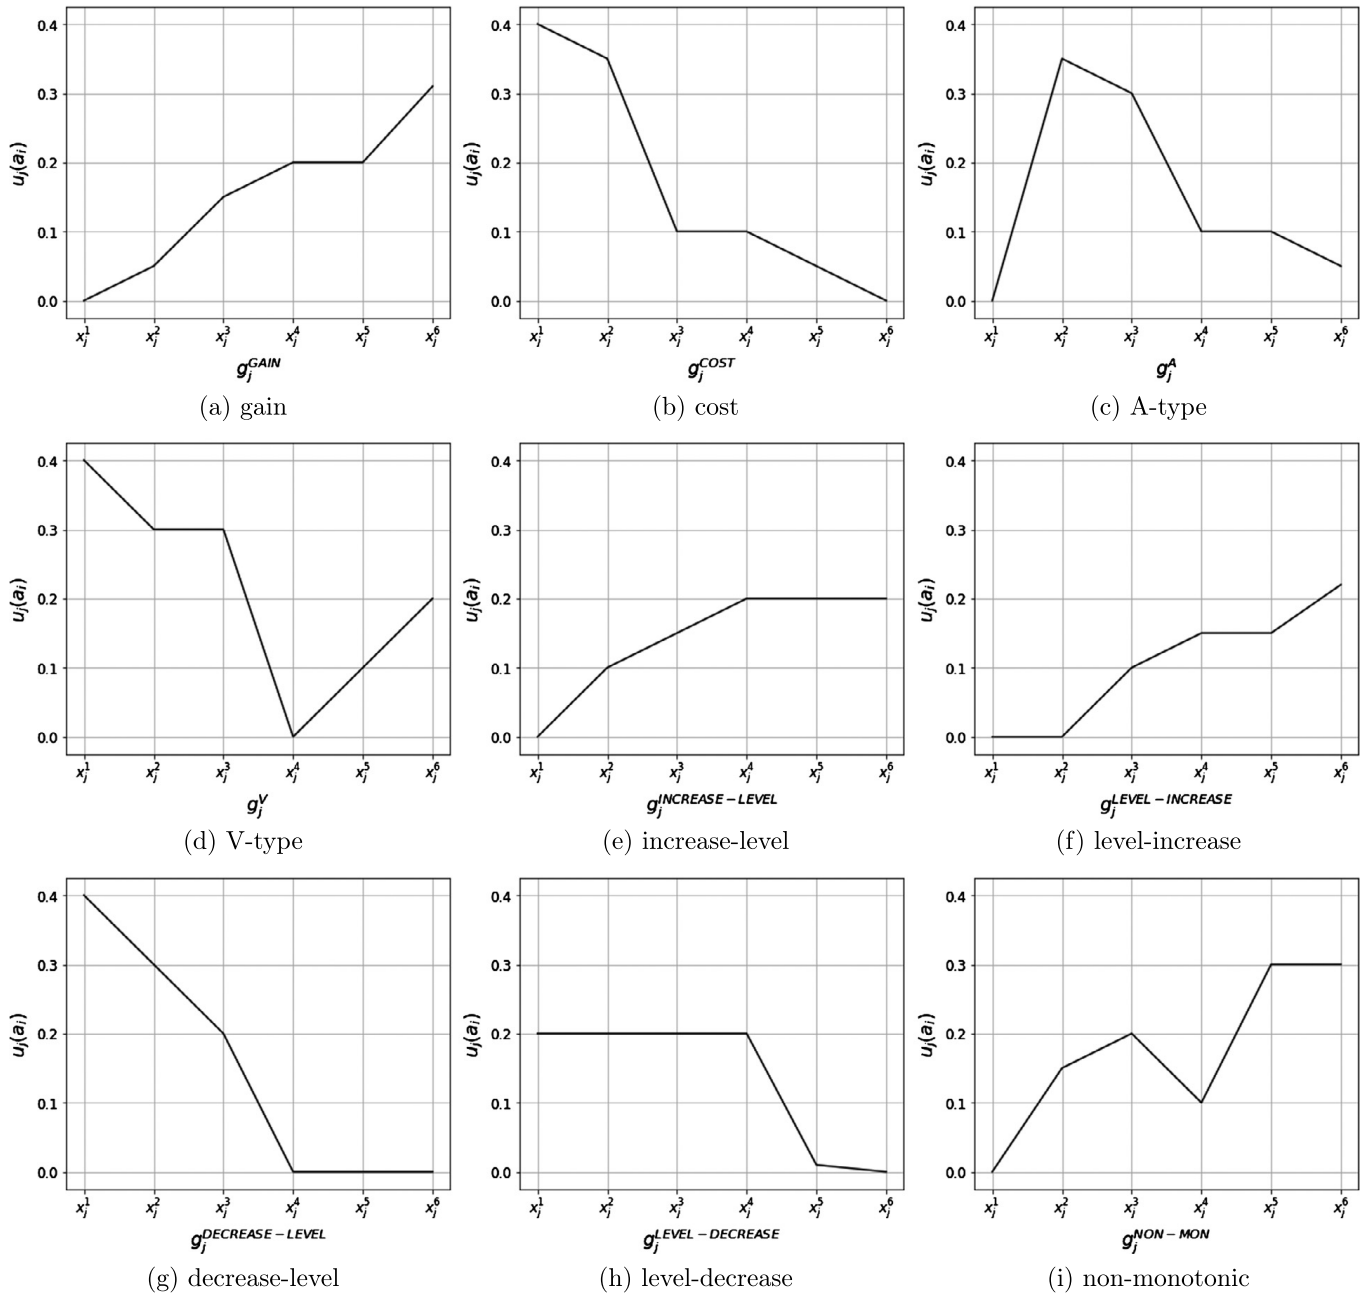 0.4 0.4 0.4
0.3 0.3 0.3
0.2 0.2 0.2
0.1 0.1 0.1
0.0 0.0 0.0
u_j(a_i) u_j(a_i) u_j(a_i)
x_j^1 x_j^2 x_j^3 x_j^4 x_j^5 x_j^6 x_j^1 x_j^2 x_j^3 x_j^4 x_j^5 x_j^6 x_j^1 x_j^2 x_j^3 x_j^4 x_j^5 x_j^6
g_j^GAIN g_j^COST g_j^A
(a) gain (b) cost (c) A-type
0.4 0.4 0.4
0.3 0.3 0.3
0.2 0.2 0.2
0.1 0.1 0.1
0.0 0.0 0.0
u_j(a_i) u_j(a_i) u_j(a_i)
x_j^1 x_j^2 x_j^3 x_j^4 x_j^5 x_j^6 x_j^1 x_j^2 x_j^3 x_j^4 x_j^5 x_j^6 x_j^1 x_j^2 x_j^3 x_j^4 x_j^5 x_j^6
g_j^V g_j^INCREASE-LEVEL g_j^LEVEL-INCREASE
(d) V-type (e) increase-level (f) level-increase
0.4 0.4 0.4
0.3 0.3 0.3
0.2 0.2 0.2
0.1 0.1 0.1
0.0 0.0 0.0
u_j(a_i) u_j(a_i) u_j(a_i)
x_j^1 x_j^2 x_j^3 x_j^4 x_j^5 x_j^6 x_j^1 x_j^2 x_j^3 x_j^4 x_j^5 x_j^6 x_j^1 x_j^2 x_j^3 x_j^4 x_j^5 x_j^6
g_j^DECREASE-LEVEL g_j^LEVEL-DECREASE g_j^NON-MON
(g) decrease-level (h) level-decrease (i) non-monotonic